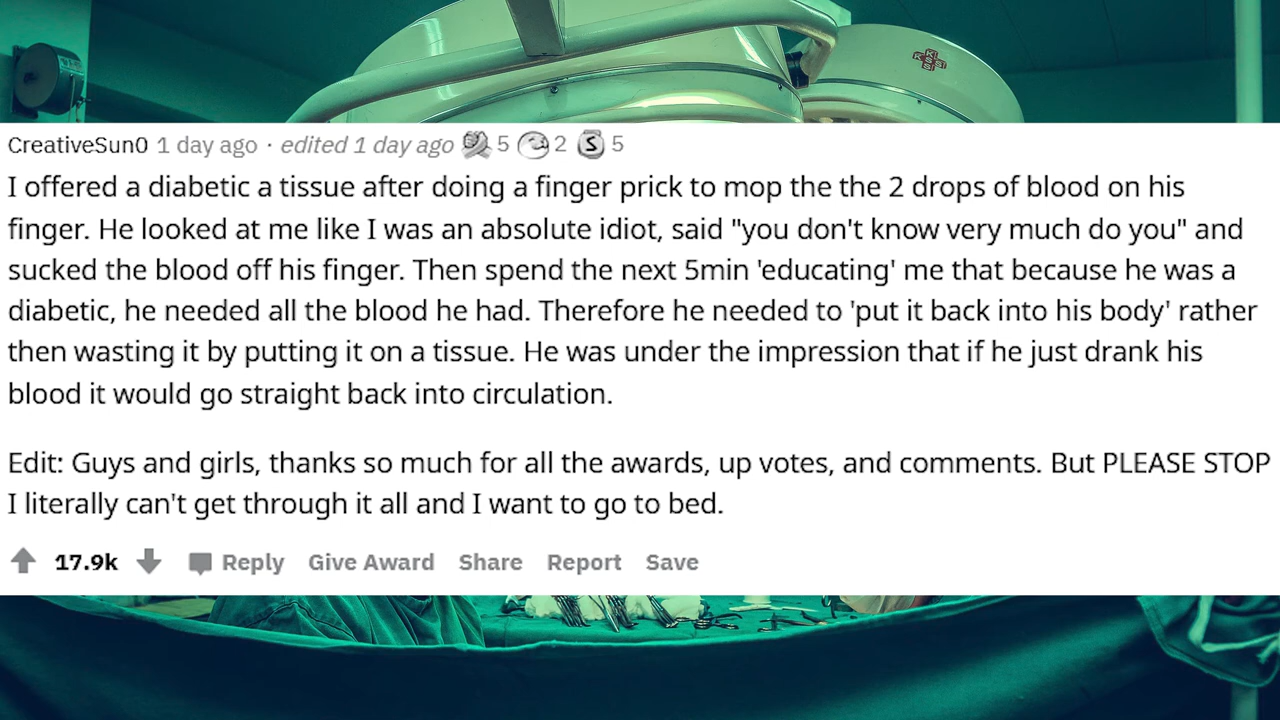 CreativeSun0 1 day ago · edited 1 day ago 5 2 S 5
I offered a diabetic a tissue after doing a finger prick to mop the the 2 drops of blood on his
finger. He looked at me like I was an absolute idiot, said "you don't know very much do you" and
sucked the blood off his finger. Then spend the next 5min 'educating' me that because he was a
diabetic, he needed all the blood he had. Therefore he needed to 'put it back into his body' rather
then wasting it by putting it on a tissue. He was under the impression that if he just drank his
blood it would go straight back into circulation.
Edit: Guys and girls, thanks so much for all the awards, up votes, and comments. But PLEASE STOP
I literally can't get through it all and I want to go to bed.
17.9k Reply Give Award Share Report Save